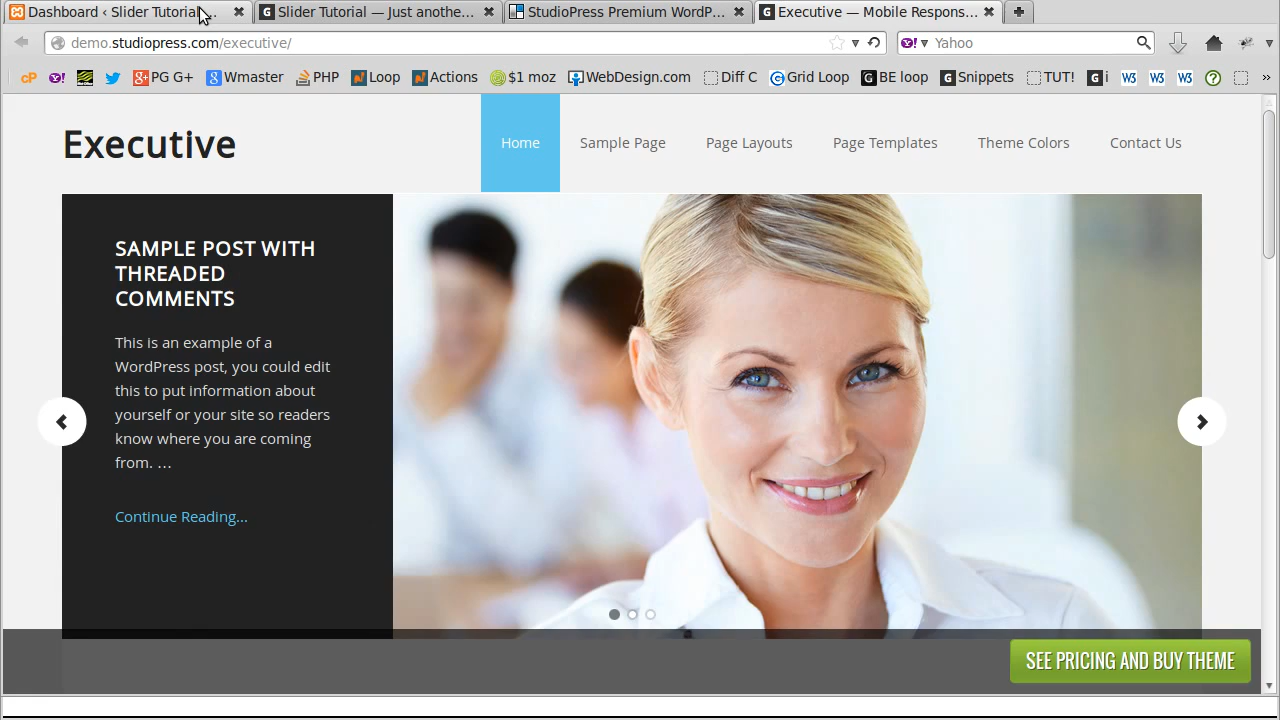 Dashboard ‹ Slider Tutorial ...
Slider Tutorial — Just anothe...
StudioPress Premium WordP...
Executive — Mobile Respons...
demo.studiopress.com/executive/
Yahoo
cP
PG G+
Wmaster
PHP
Loop
Actions
$1 moz
WebDesign.com
Diff C
Grid Loop
BE loop
Snippets
TUT!
i
Executive
Home
Sample Page
Page Layouts
Page Templates
Theme Colors
Contact Us
SAMPLE POST WITH
THREADED
COMMENTS
This is an example of a
WordPress post, you could edit
this to put information about
yourself or your site so readers
know where you are coming
from. …
Continue Reading...
SEE PRICING AND BUY THEME